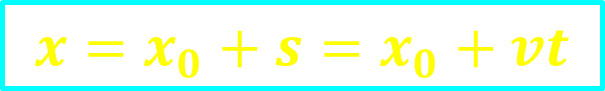 x = x₀ + s = x₀ + vt